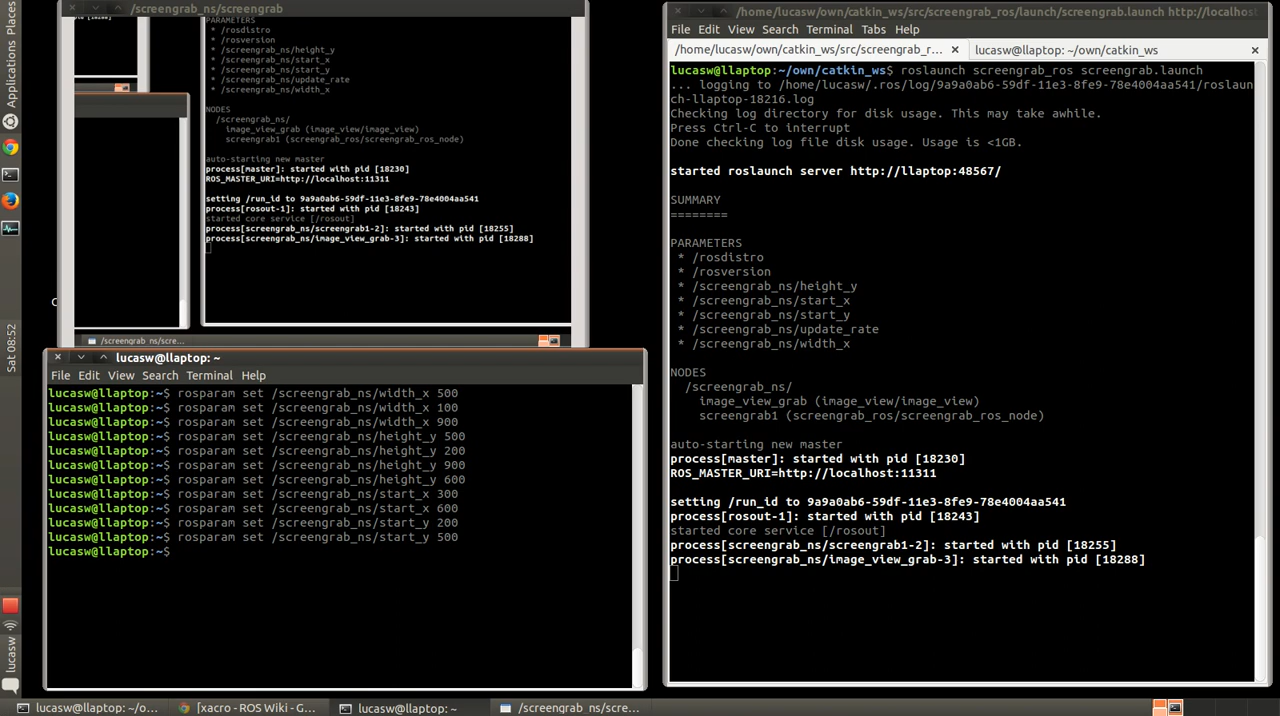 Applications Places
Sat 08:52
lucasw
/screengrab_ns/screengrab
PARAMETERS
* /rosdistro
* /rosversion
* /screengrab_ns/height_y
* /screengrab_ns/start_x
* /screengrab_ns/start_y
* /screengrab_ns/update_rate
* /screengrab_ns/width_x
NODES
/screengrab_ns/
image_view_grab (image_view/image_view)
screengrab1 (screengrab_ros/screengrab_ros_node)
auto-starting new master
process[master]: started with pid [18230]
ROS_MASTER_URI=http://localhost:11311
setting /run_id to 9a9a0ab6-59df-11e3-8fe9-78e4004aa541
process[rosout-1]: started with pid [18243]
started core service [/rosout]
process[screengrab_ns/screengrab1-2]: started with pid [18255]
process[screengrab_ns/image_view_grab-3]: started with pid [18288]
/screengrab_ns/scre...
lucasw@llaptop: ~
File Edit View Search Terminal Help
lucasw@llaptop:~$ rosparam set /screengrab_ns/width_x 500
lucasw@llaptop:~$ rosparam set /screengrab_ns/width_x 100
lucasw@llaptop:~$ rosparam set /screengrab_ns/width_x 900
lucasw@llaptop:~$ rosparam set /screengrab_ns/height_y 500
lucasw@llaptop:~$ rosparam set /screengrab_ns/height_y 200
lucasw@llaptop:~$ rosparam set /screengrab_ns/height_y 900
lucasw@llaptop:~$ rosparam set /screengrab_ns/height_y 600
lucasw@llaptop:~$ rosparam set /screengrab_ns/start_x 300
lucasw@llaptop:~$ rosparam set /screengrab_ns/start_x 600
lucasw@llaptop:~$ rosparam set /screengrab_ns/start_y 200
lucasw@llaptop:~$ rosparam set /screengrab_ns/start_y 500
lucasw@llaptop:~$
/home/lucasw/own/catkin_ws/src/screengrab_ros/launch/screengrab.launch http://localhost
File Edit View Search Terminal Tabs Help
/home/lucasw/own/catkin_ws/src/screengrab_r... lucasw@llaptop: ~/own/catkin_ws
lucasw@llaptop:~/own/catkin_ws$ roslaunch screengrab_ros screengrab.launch
... logging to /home/lucasw/.ros/log/9a9a0ab6-59df-11e3-8fe9-78e4004aa541/roslaun
ch-llaptop-18216.log
Checking log directory for disk usage. This may take awhile.
Press Ctrl-C to interrupt
Done checking log file disk usage. Usage is <1GB.
started roslaunch server http://llaptop:48567/
SUMMARY
========
PARAMETERS
* /rosdistro
* /rosversion
* /screengrab_ns/height_y
* /screengrab_ns/start_x
* /screengrab_ns/start_y
* /screengrab_ns/update_rate
* /screengrab_ns/width_x
NODES
/screengrab_ns/
image_view_grab (image_view/image_view)
screengrab1 (screengrab_ros/screengrab_ros_node)
auto-starting new master
process[master]: started with pid [18230]
ROS_MASTER_URI=http://localhost:11311
setting /run_id to 9a9a0ab6-59df-11e3-8fe9-78e4004aa541
process[rosout-1]: started with pid [18243]
started core service [/rosout]
process[screengrab_ns/screengrab1-2]: started with pid [18255]
process[screengrab_ns/image_view_grab-3]: started with pid [18288]
lucasw@llaptop: ~/o... [xacro - ROS Wiki - G... lucasw@llaptop: ~ /screengrab_ns/scre...